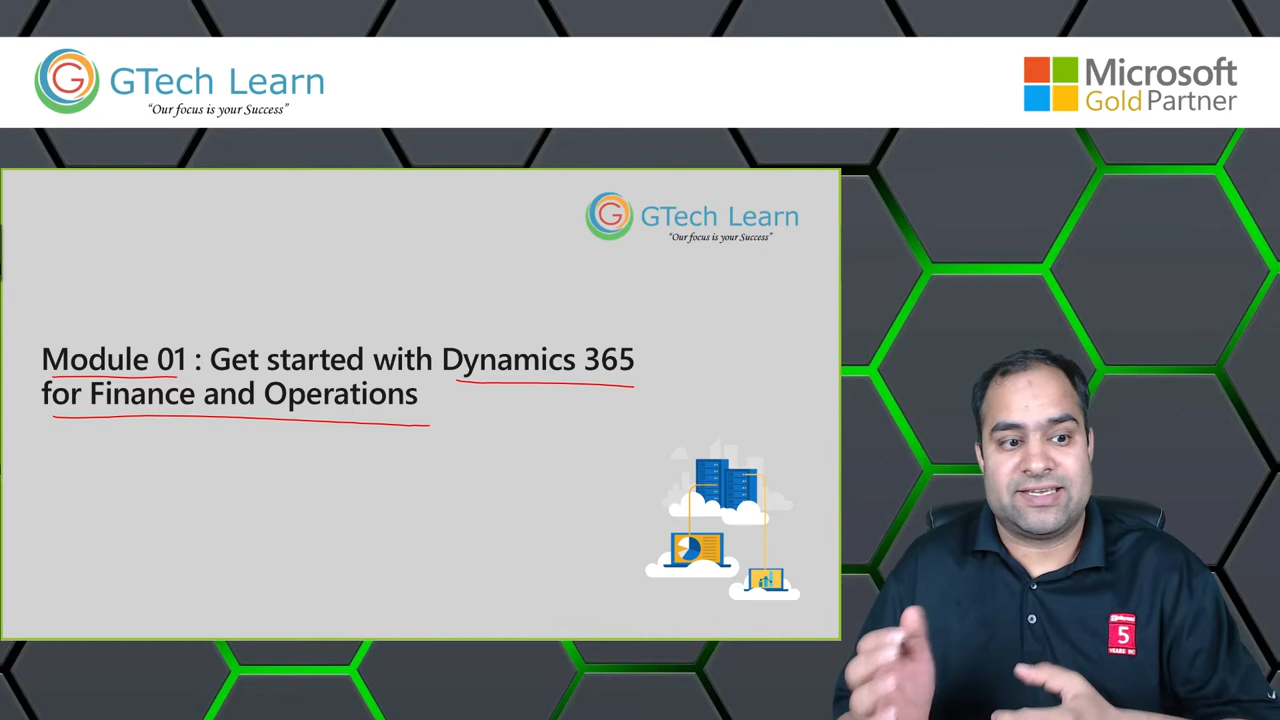 GTech Learn
“Our focus is your Success”
Microsoft
Gold Partner
GTech Learn
“Our focus is your Success”
Module 01 : Get started with Dynamics 365
for Finance and Operations
5